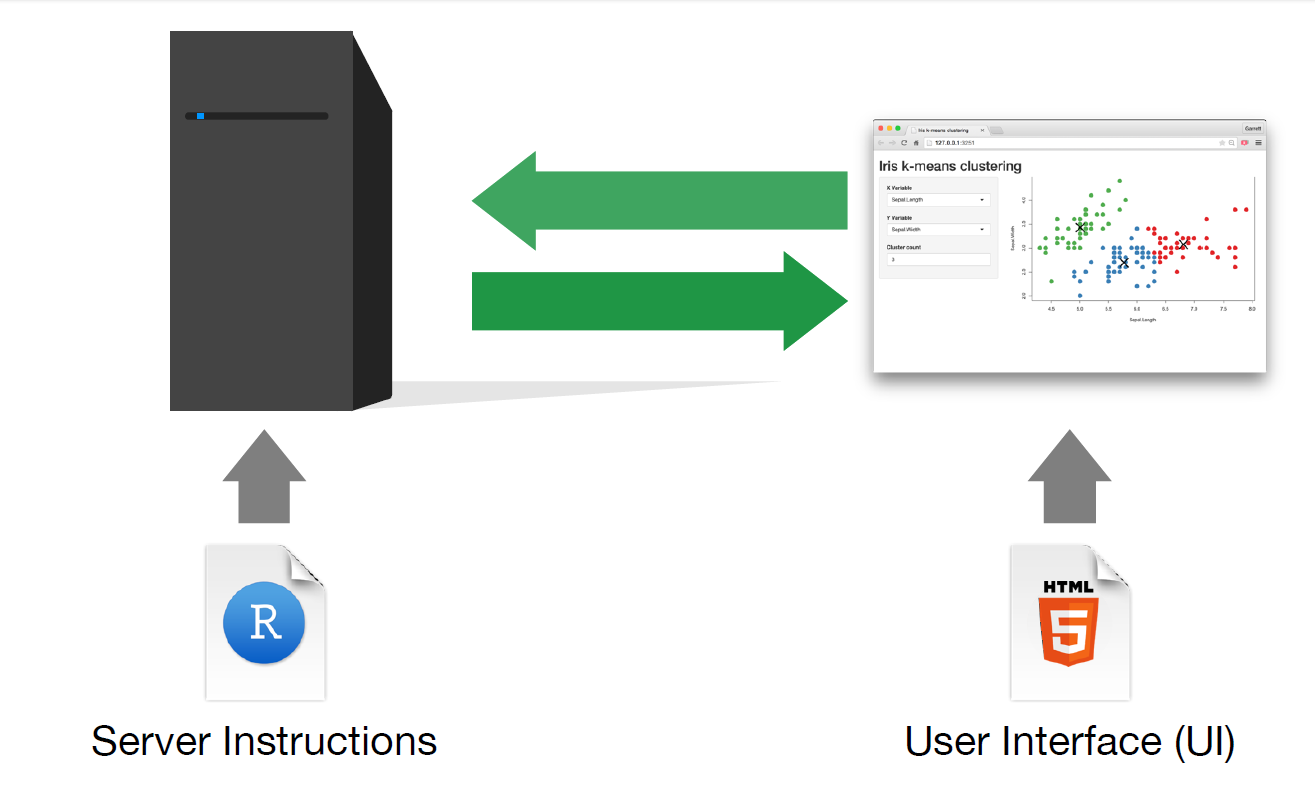 Iris k-means clustering
Garrett
127.0.0.1:3251
Iris k-means clustering
X Variable
Sepal.Length
Y Variable
Sepal.Width
Cluster count
3
Sepal.Width
4.5 5.0 5.5 6.0 6.5 7.0 7.5 8.0
Sepal.Length
R
HTML
5
Server Instructions
User Interface (UI)